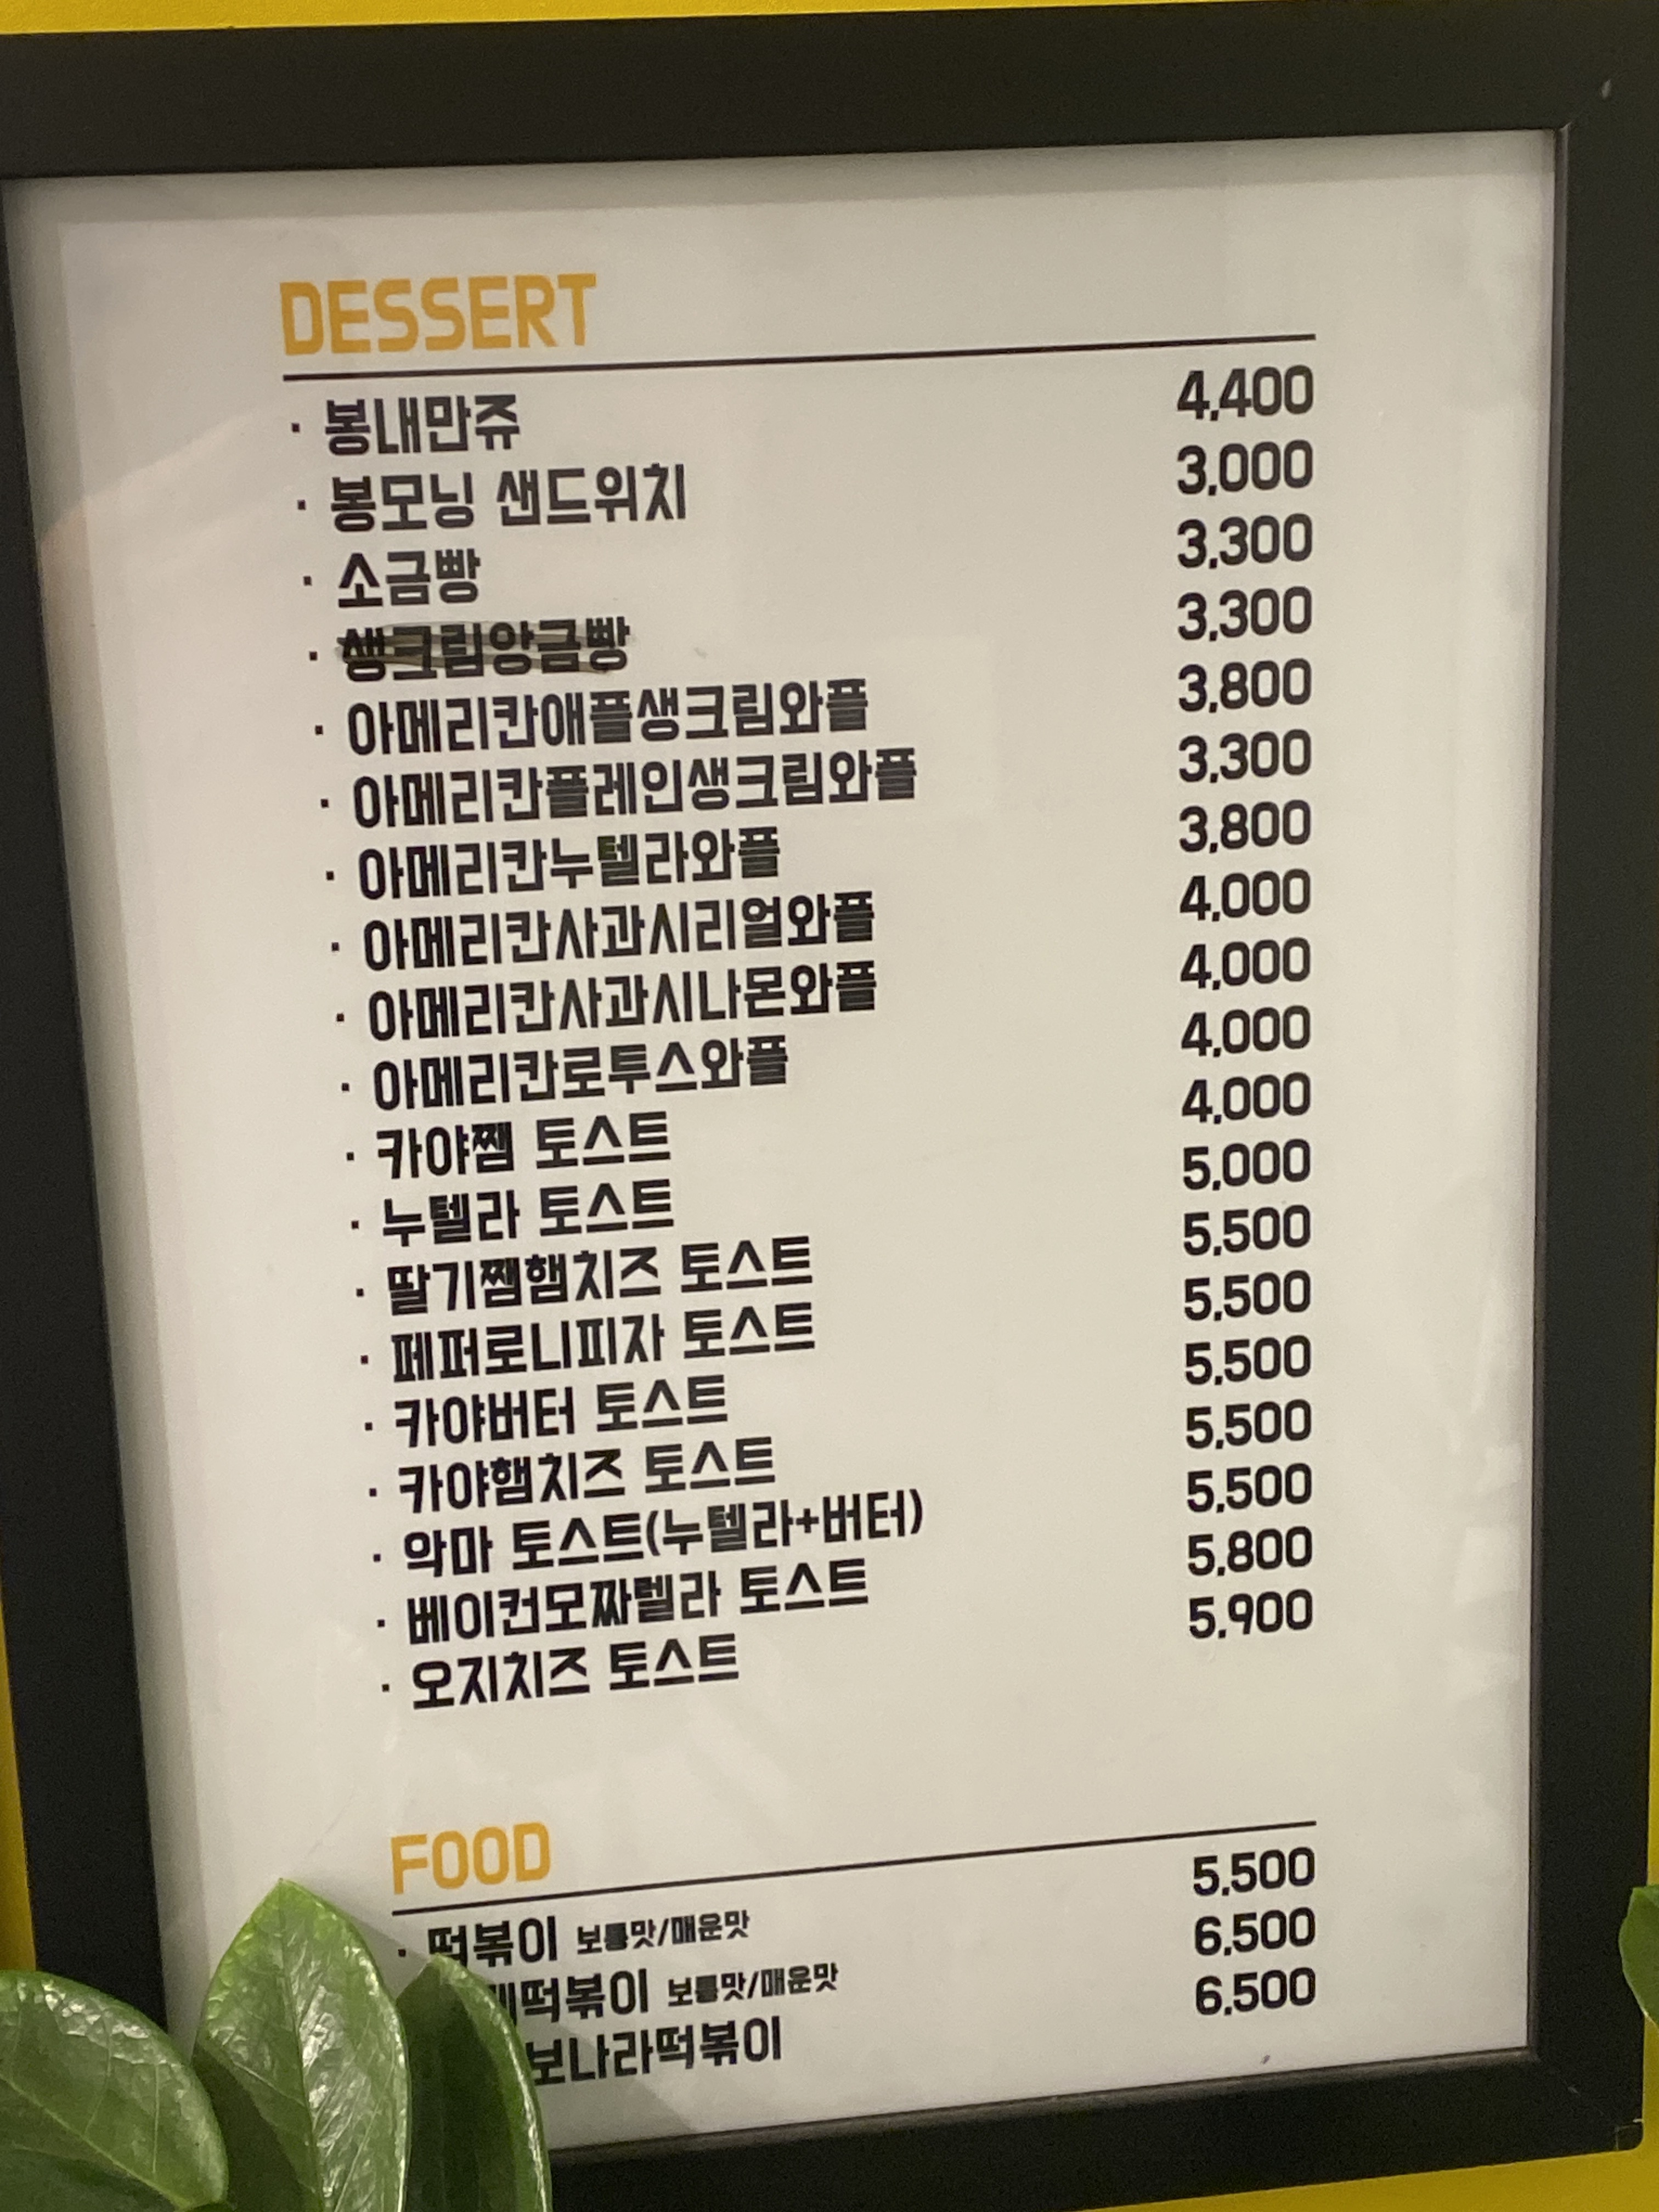 DESSERT
· 봉내만쥬 4,400
· 봉모닝 샌드위치 3,000
· 소금빵 3,300
· 생크림앙금빵 3,300
· 아메리칸애플생크림와플 3,800
· 아메리칸플레인생크림와플 3,300
· 아메리칸누텔라와플 3,800
· 아메리칸사과시리얼와플 4,000
· 아메리칸사과시나몬와플 4,000
· 아메리칸로투스와플 4,000
· 카야쨈 토스트 4,000
· 누텔라 토스트 5,000
· 딸기쨈햄치즈 토스트 5,500
· 페퍼로니피자 토스트 5,500
· 카야버터 토스트 5,500
· 카야햄치즈 토스트 5,500
· 악마 토스트(누텔라+버터) 5,500
· 베이컨모짜렐라 토스트 5,800
· 오지치즈 토스트 5,900
FOOD
· 떡볶이 보통맛/매운맛 5,500
떡볶이 보통맛/매운맛 6,500
보나라떡볶이 6,500